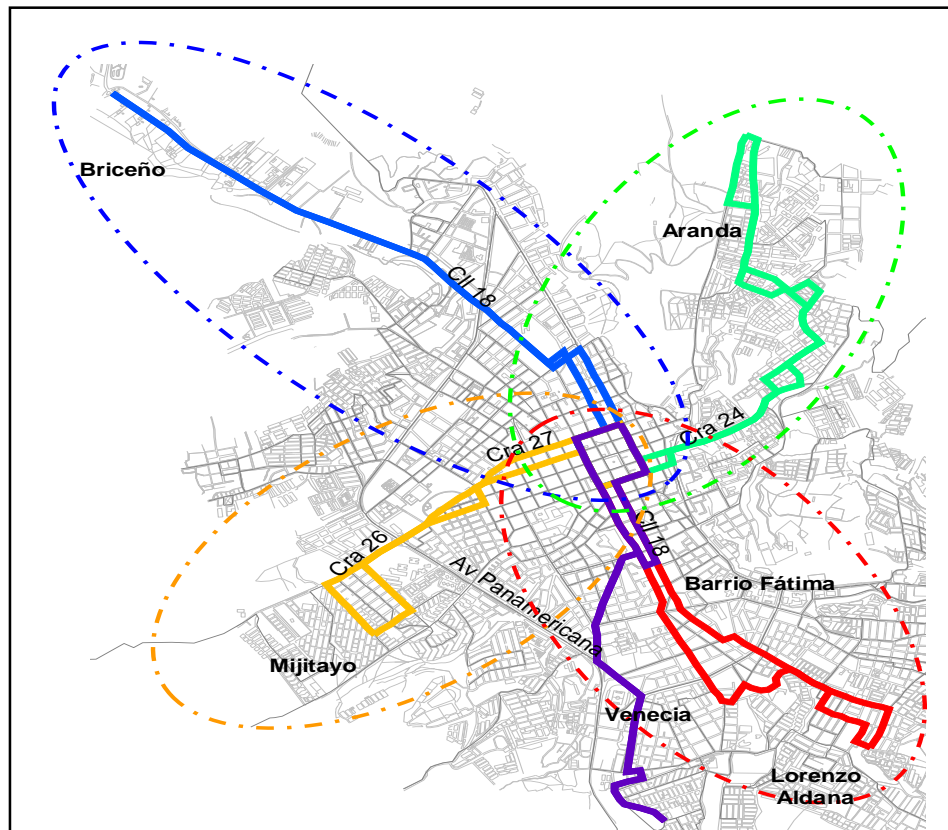 Briceño
Aranda
Cll 18
Cra 24
Cra 27
Cll 18
Cra 26
Av Panamericana
Barrio Fátima
Mijitayo
Venecia
Lorenzo
Aldana